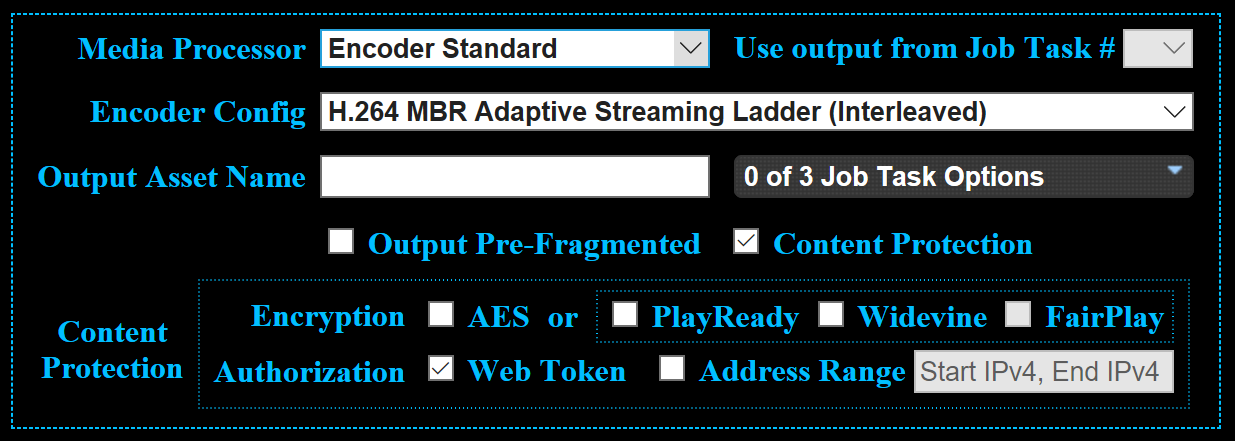 Media Processor Encoder Standard Use output from Job Task #
Encoder Config H.264 MBR Adaptive Streaming Ladder (Interleaved)
Output Asset Name 0 of 3 Job Task Options
Output Pre-Fragmented Content Protection
Content Protection
Encryption AES or PlayReady Widevine FairPlay
Authorization Web Token Address Range Start IPv4, End IPv4